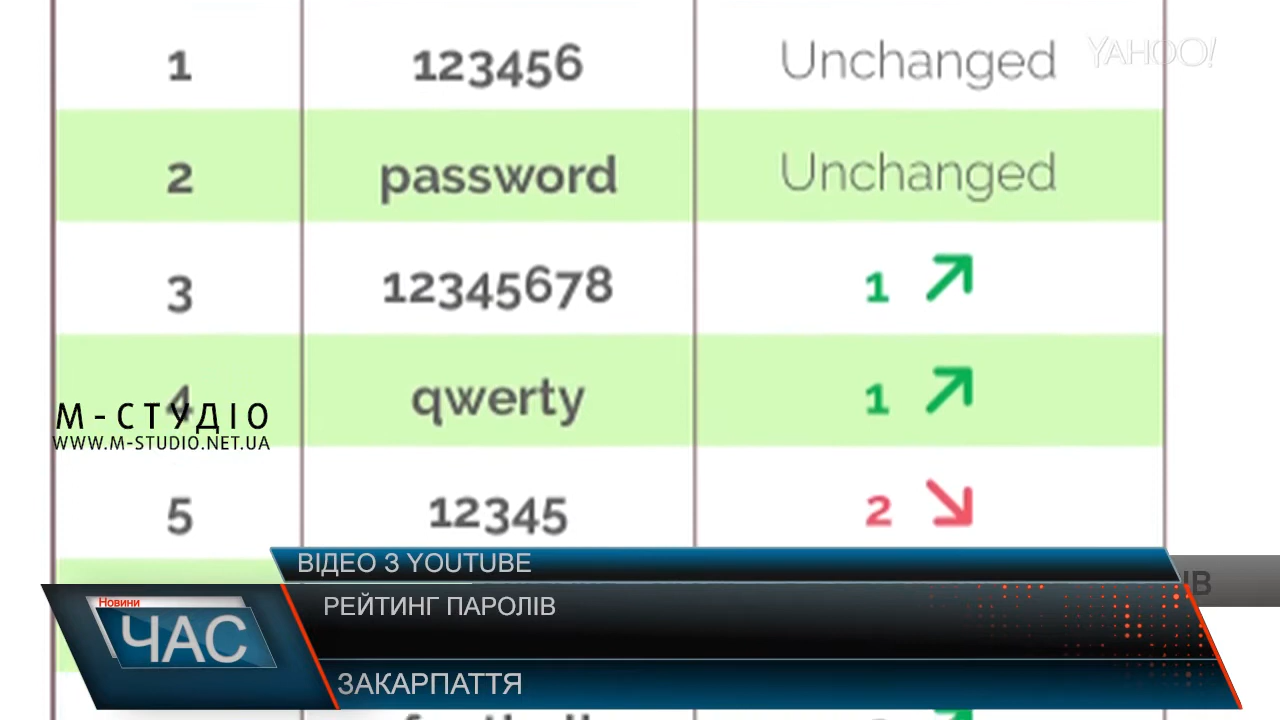 1 123456 Unchanged YAHOO!
2 password Unchanged
3 12345678 1
4 qwerty 1
М-СТУДІО
WWW.M-STUDIO.NET.UA
5 12345 2
ВІДЕО З YOUTUBE
Новини
ЧАС
РЕЙТИНГ ПАРОЛІВ
ЗАКАРПАТТЯ